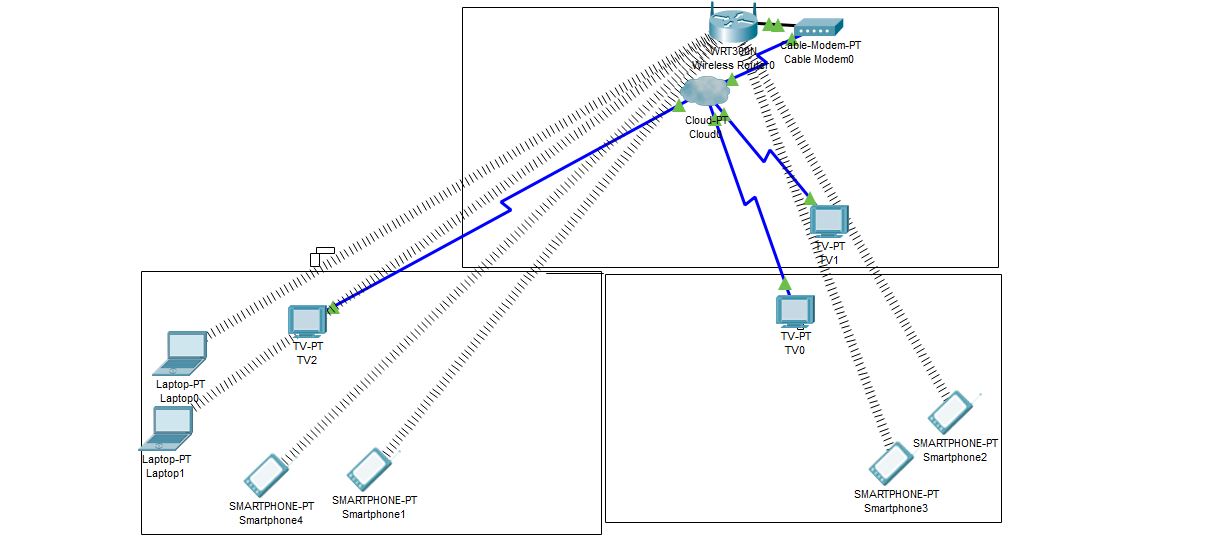 WRT300N
Wireless Router0
Cable-Modem-PT
Cable Modem0
Cloud-PT
Cloud0
TV-PT
TV1
TV-PT
TV2
TV-PT
TV0
Laptop-PT
Laptop0
Laptop-PT
Laptop1
SMARTPHONE-PT
Smartphone4
SMARTPHONE-PT
Smartphone1
SMARTPHONE-PT
Smartphone2
SMARTPHONE-PT
Smartphone3